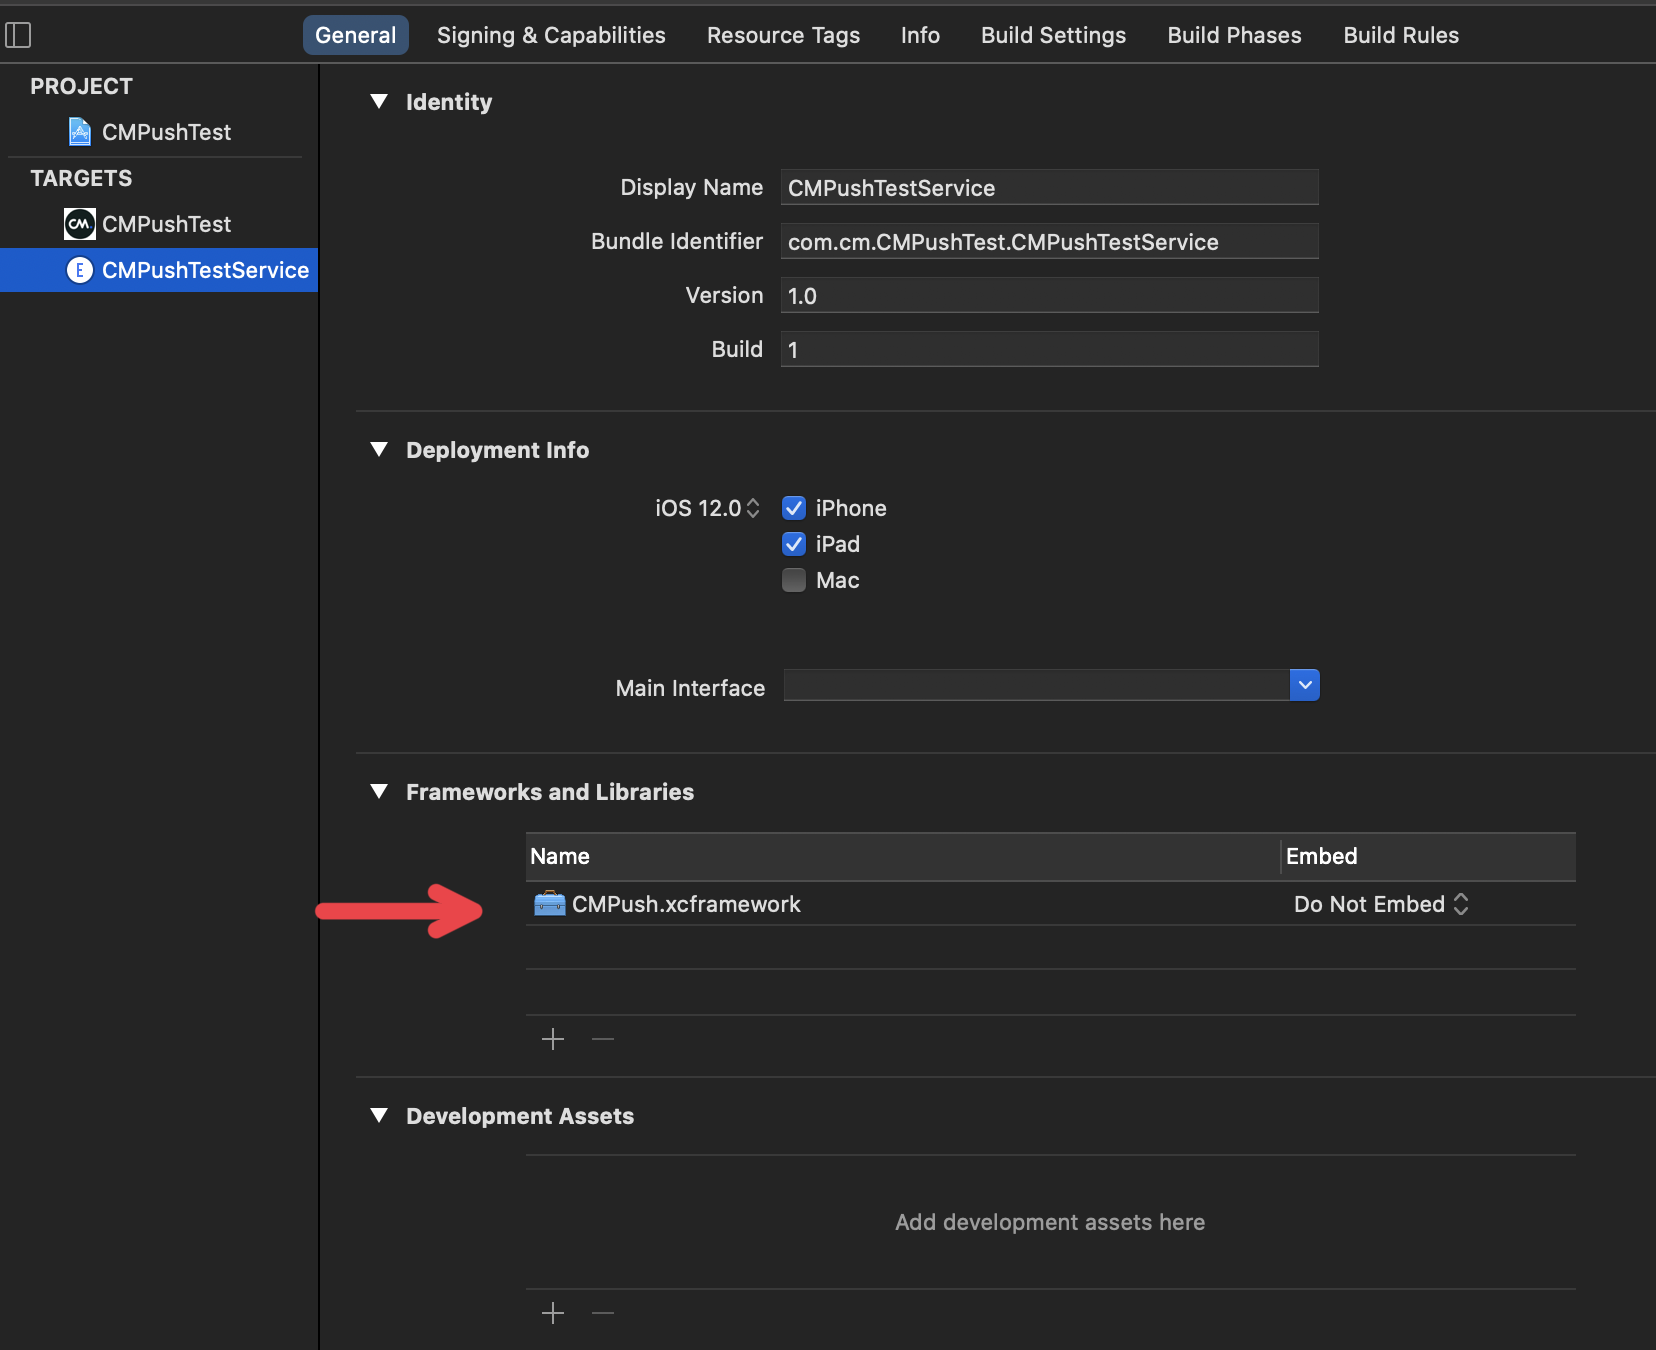 General Signing & Capabilities Resource Tags Info Build Settings Build Phases Build Rules
PROJECT
CMPushTest
TARGETS
CM. CMPushTest
E CMPushTestService
Identity
Display Name CMPushTestService
Bundle Identifier com.cm.CMPushTest.CMPushTestService
Version 1.0
Build 1
Deployment Info
iOS 12.0 iPhone
iPad
Mac
Main Interface
Frameworks and Libraries
Name Embed
CMPush.xcframework Do Not Embed
Development Assets
Add development assets here